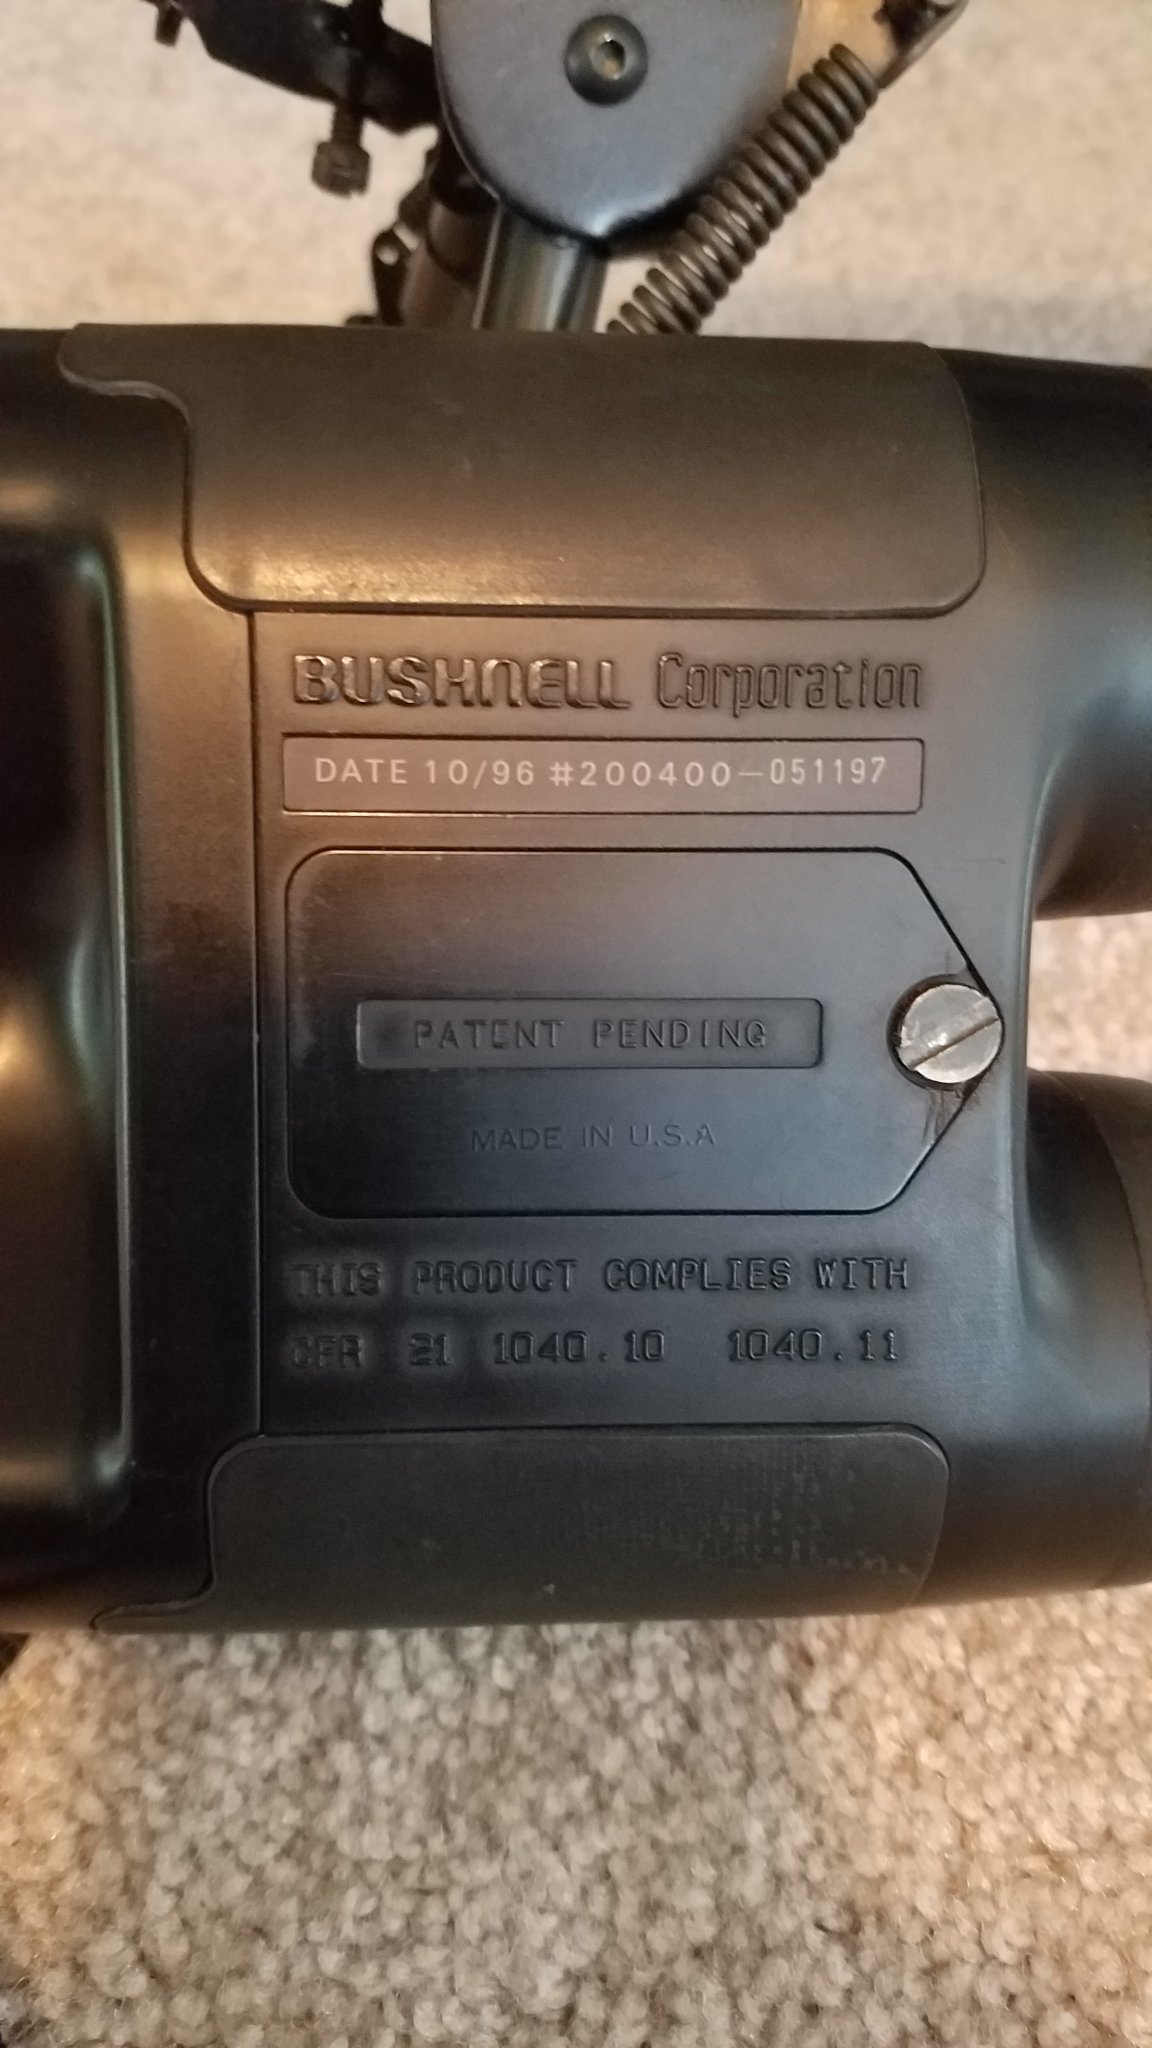 BUSHNELL Corporation
DATE 10/96 #200400-051197
PATENT PENDING
MADE IN U.S.A
THIS PRODUCT COMPLIES WITH
CFR 21 1040.10 1040.11